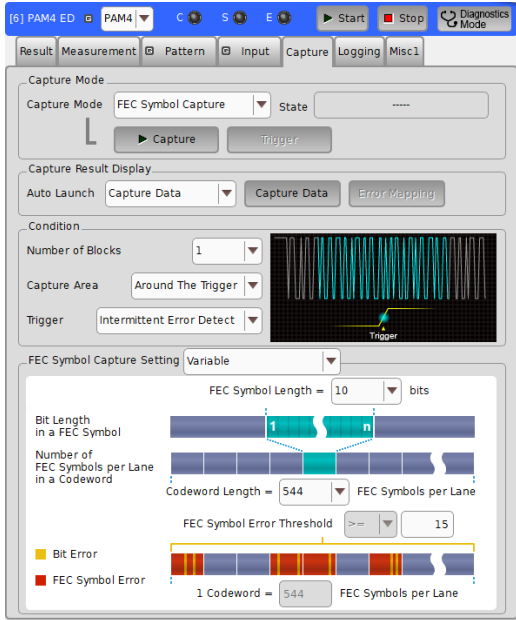 [6] PAM4 ED PAM4 C S E Start Stop Diagnostics Mode
Result Measurement Pattern Input Capture Logging Misc1
Capture Mode
Capture Mode FEC Symbol Capture State -----
Capture Trigger
Capture Result Display
Auto Launch Capture Data Capture Data Error Mapping
Condition
Number of Blocks 1
Capture Area Around The Trigger
Trigger Intermittent Error Detect
Trigger
FEC Symbol Capture Setting Variable
FEC Symbol Length = 10 bits
Bit Length
in a FEC Symbol
1 n
Number of
FEC Symbols per Lane
in a Codeword
Codeword Length = 544 FEC Symbols per Lane
FEC Symbol Error Threshold >= 15
Bit Error
FEC Symbol Error
1 Codeword = 544 FEC Symbols per Lane